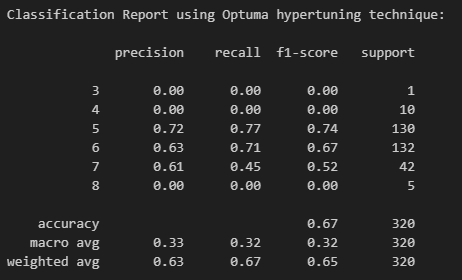 Classification Report using Optuma hypertuning technique:
precision recall f1-score support
3 0.00 0.00 0.00 1
4 0.00 0.00 0.00 10
5 0.72 0.77 0.74 130
6 0.63 0.71 0.67 132
7 0.61 0.45 0.52 42
8 0.00 0.00 0.00 5
accuracy 0.67 320
macro avg 0.33 0.32 0.32 320
weighted avg 0.63 0.67 0.65 320